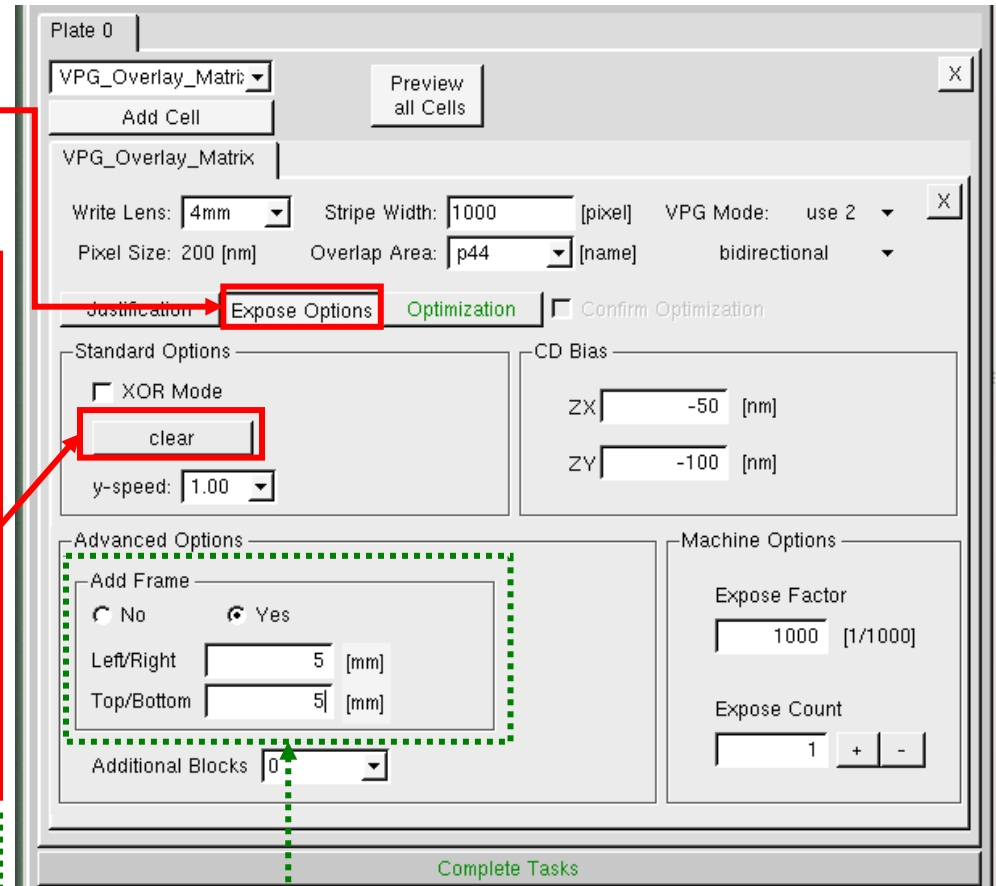 Plate 0
VPG_Overlay_Matri
Preview
all Cells
X
Add Cell
VPG_Overlay_Matrix
X
Write Lens: 4mm Stripe Width: 1000 [pixel] VPG Mode: use 2
Pixel Size: 200 [nm] Overlap Area: p44 [name] bidirectional
Justification Expose Options Optimization Confirm Optimization
Standard Options
XOR Mode
clear
y-speed: 1.00
CD Bias
ZX -50 [nm]
ZY -100 [nm]
Advanced Options
Add Frame
No Yes
Left/Right 5 [mm]
Top/Bottom 5 [mm]
Additional Blocks 0
Machine Options
Expose Factor
1000 [1/1000]
Expose Count
1 + -
Complete Tasks